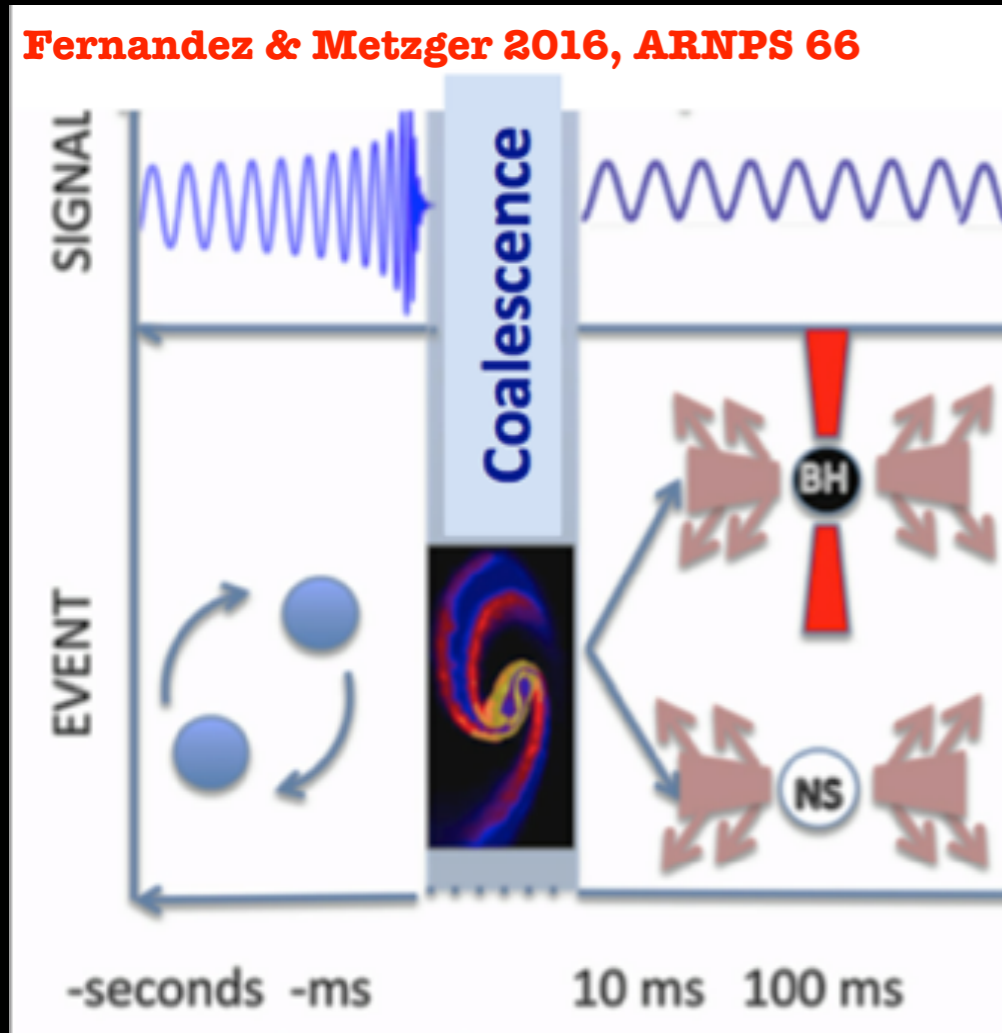 Fernandez & Metzger 2016, ARNPS 66
SIGNAL
Coalescence
BH
EVENT
NS
-seconds -ms 10 ms 100 ms